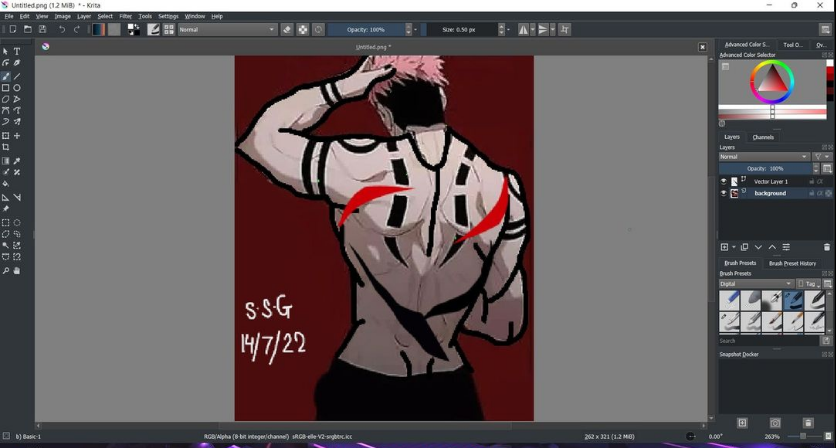 Untitled.png (1.2 MiB) * - Krita
File Edit View Image Layer Select Filter Tools Settings Window Help
Normal Opacity: 100% Size: 0.50 px
Untitled.png *
Advanced Color S... Tool O... Ov...
Advanced Color Selector
Layers Channels
Layers
Normal
Opacity: 100%
Vector Layer 1
background
Brush Presets Brush Preset History
Brush Presets
Digital Tag
Search
Snapshot Docker
S.S.G
14/7/22
b) Basic-1 RGB/Alpha (8-bit integer/channel) sRGB-elle-V2-srgbtrc.icc 262 x 321 (1.2 MiB) 0.00° 263%